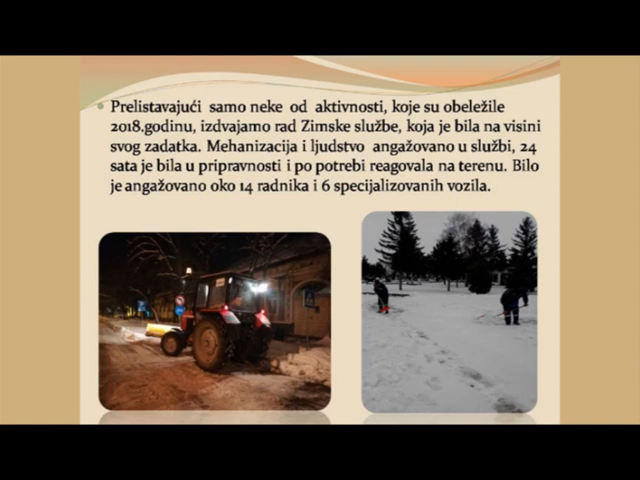 Prelistavajući samo neke od aktivnosti, koje su obeležile
2018.godinu, izdvajamo rad Zimske službe, koja je bila na visini
svog zadatka. Mehanizacija i ljudstvo angažovano u službi, 24
sata je bila u pripravnosti i po potrebi reagovala na terenu. Bilo
je angažovano oko 14 radnika i 6 specijalizovanih vozila.